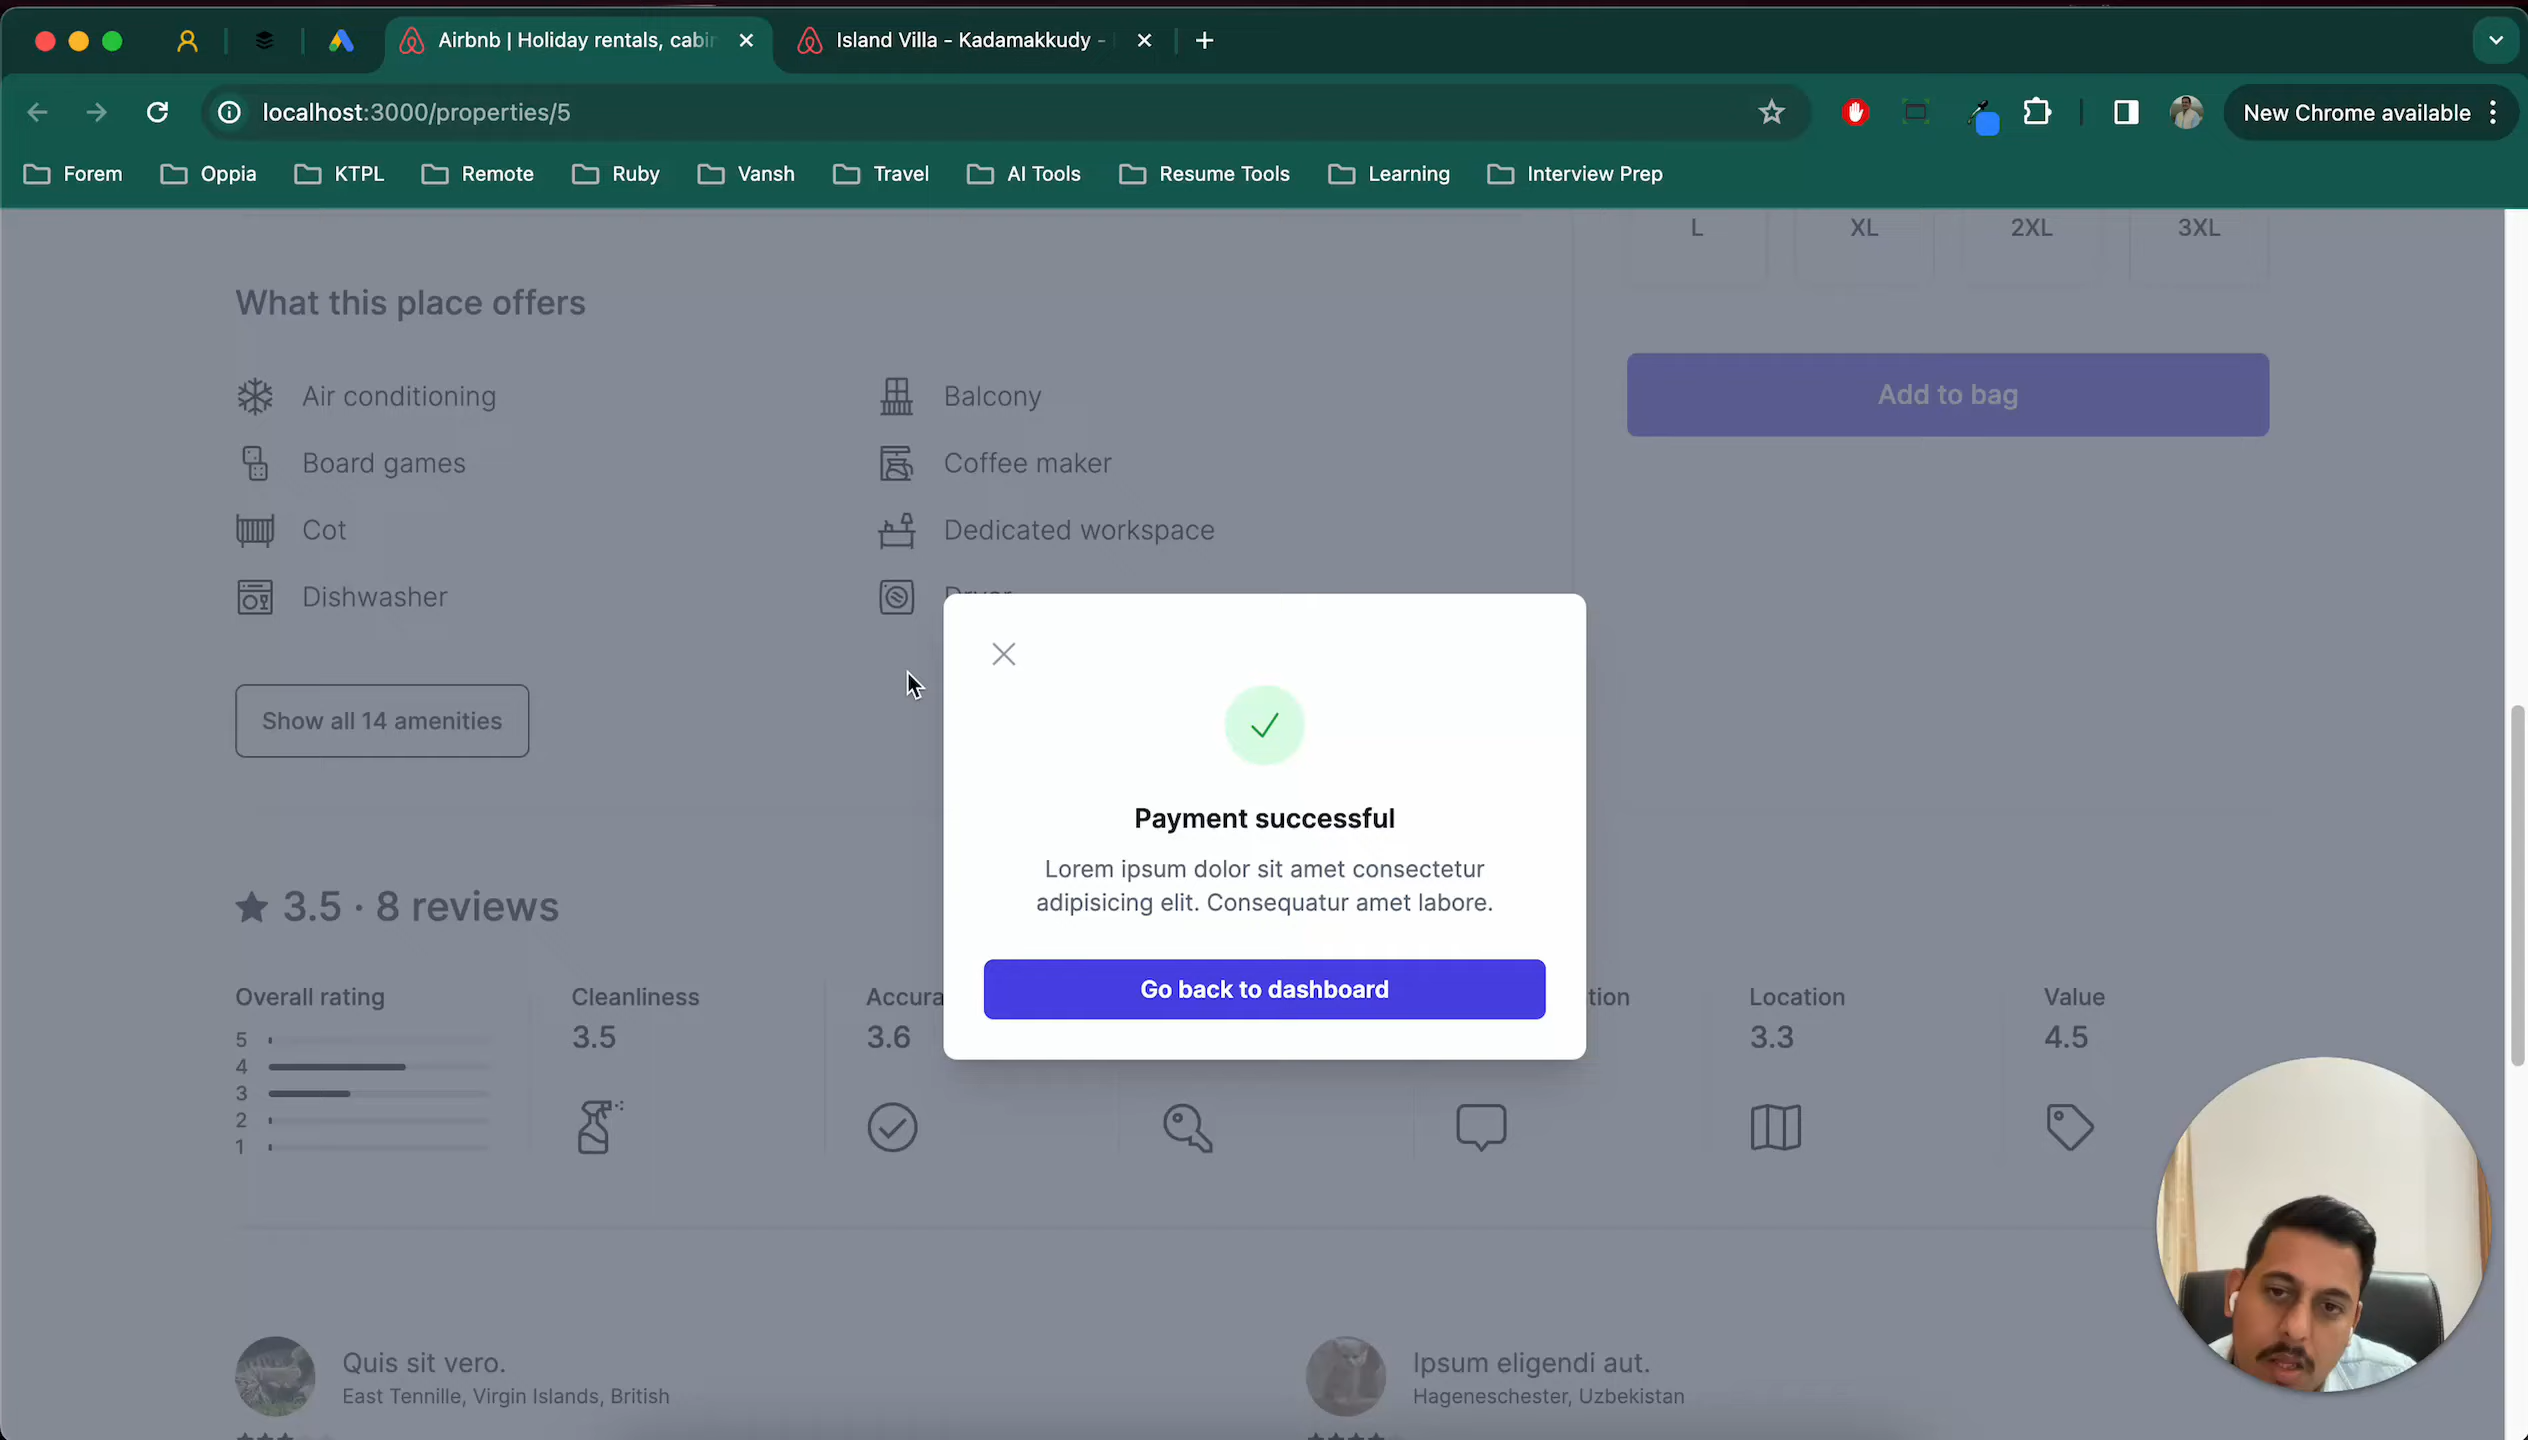 Airbnb | Holiday rentals, cabi
Island Villa - Kadamakkudy -
localhost:3000/properties/5
New Chrome available
Forem
Oppia
KTPL
Remote
Ruby
Vansh
Travel
AI Tools
Resume Tools
Learning
Interview Prep
L
XL
2XL
3XL
What this place offers
Air conditioning
Balcony
Add to bag
Board games
Coffee maker
Cot
Dedicated workspace
Dishwasher
Dryer
Show all 14 amenities
Payment successful
Lorem ipsum dolor sit amet consectetur
adipisicing elit. Consequatur amet labore.
Go back to dashboard
3.5 · 8 reviews
Overall rating
5
4
3
2
1
Cleanliness
3.5
Accura
3.6
tion
Location
3.3
Value
4.5
Quis sit vero.
East Tennille, Virgin Islands, British
Ipsum eligendi aut.
Hageneschester, Uzbekistan